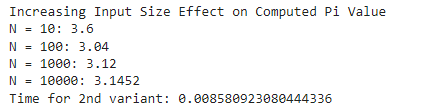 Increasing Input Size Effect on Computed Pi Value
N = 10: 3.6
N = 100: 3.04
N = 1000: 3.12
N = 10000: 3.1452
Time for 2nd variant: 0.008580923080444336